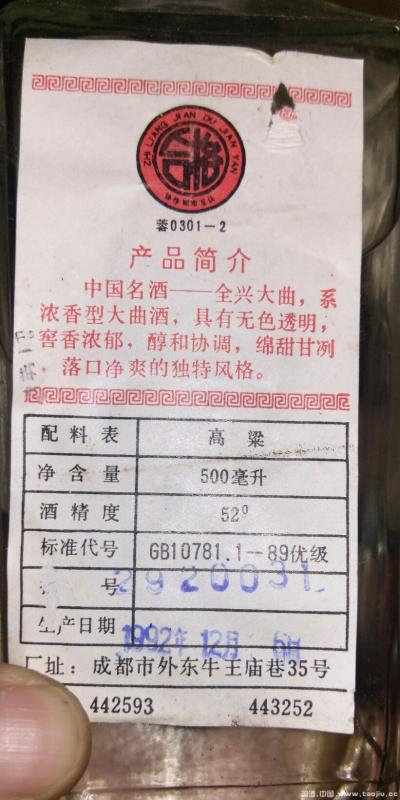 ZHI LIANG JIAN DU JIAN YAN
合格
蓉0301-2
产品简介
中国名酒——全兴大曲，系
浓香型大曲酒，具有无色透明，
窖香浓郁，醇和协调，绵甜甘冽
，落口净爽的独特风格。
配料表 高粱
净含量 500毫升
酒精度 52°
标准代号 GB10781.1-89优级
号 2920031
生产日期 1992年12月6日
厂址：成都市外东牛王庙巷35号
442593 443252